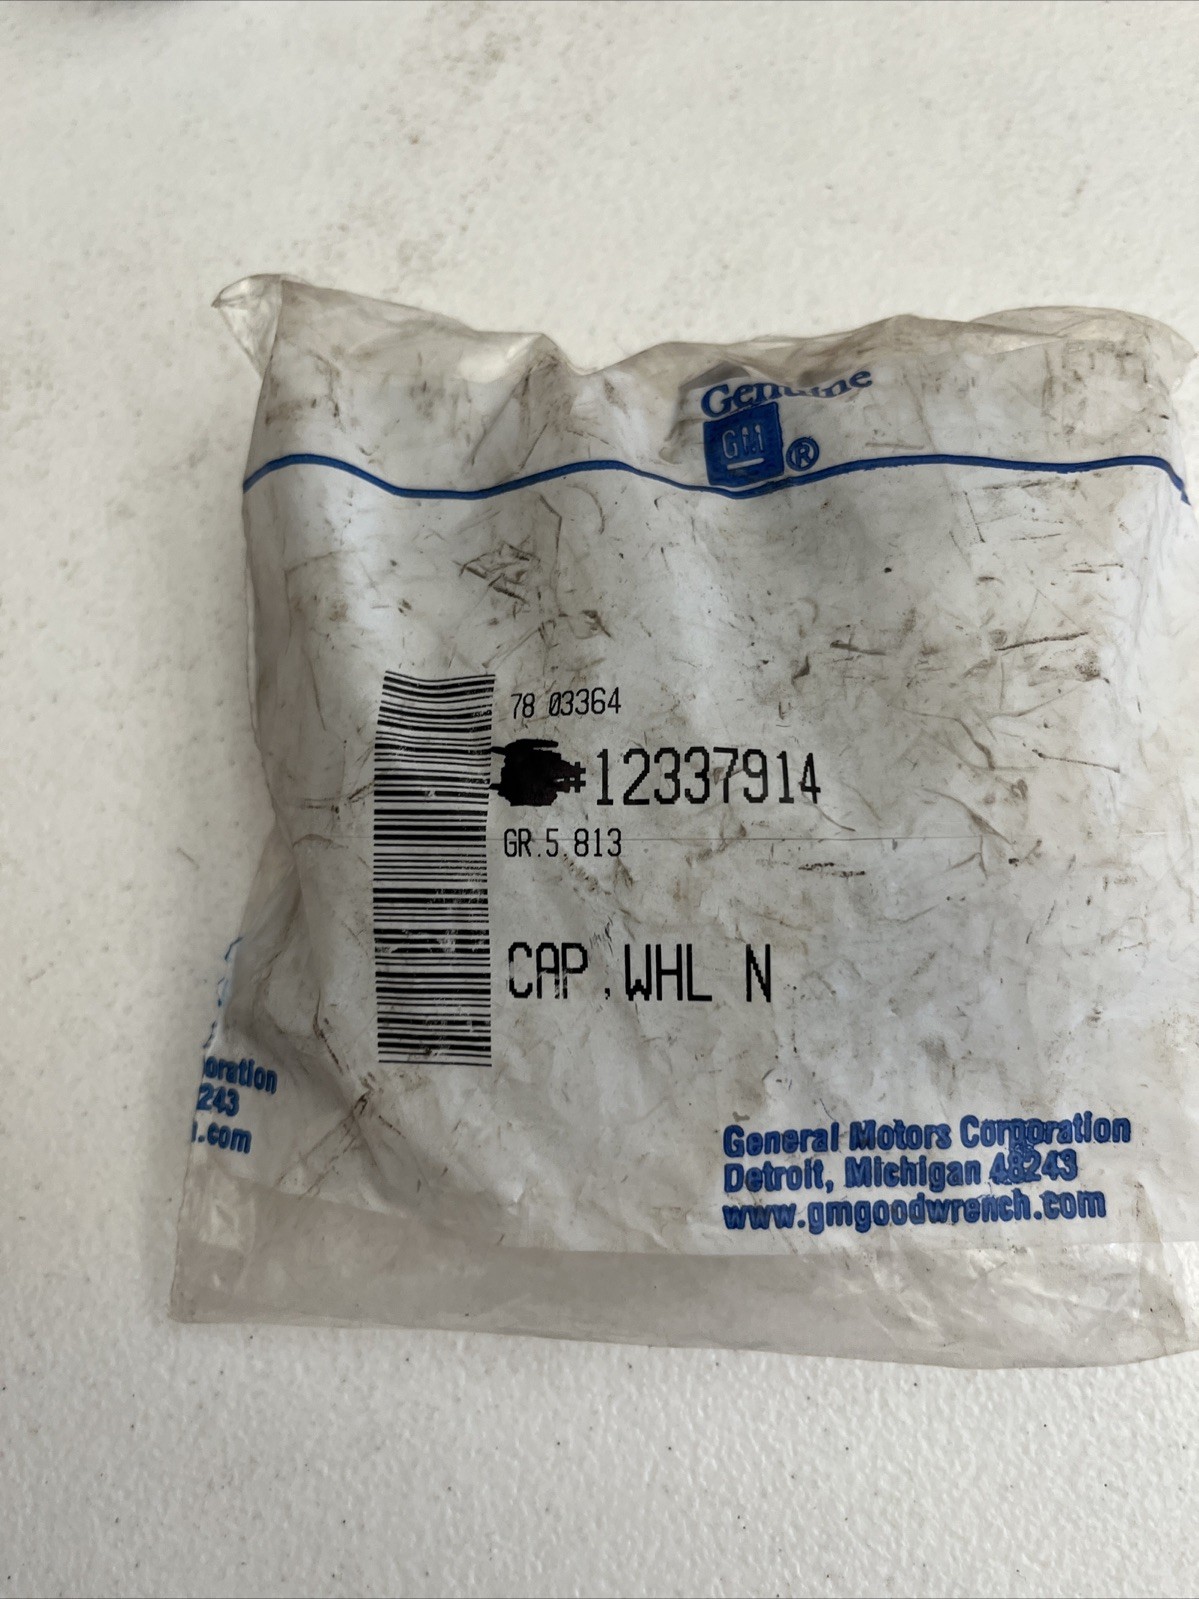 Genuine
GM ®
78 03364
#12337914
GR.5.813
CAP,WHL N
oration
243
.com
General Motors Corporation
Detroit, Michigan 48243
www.gmgoodwrench.com